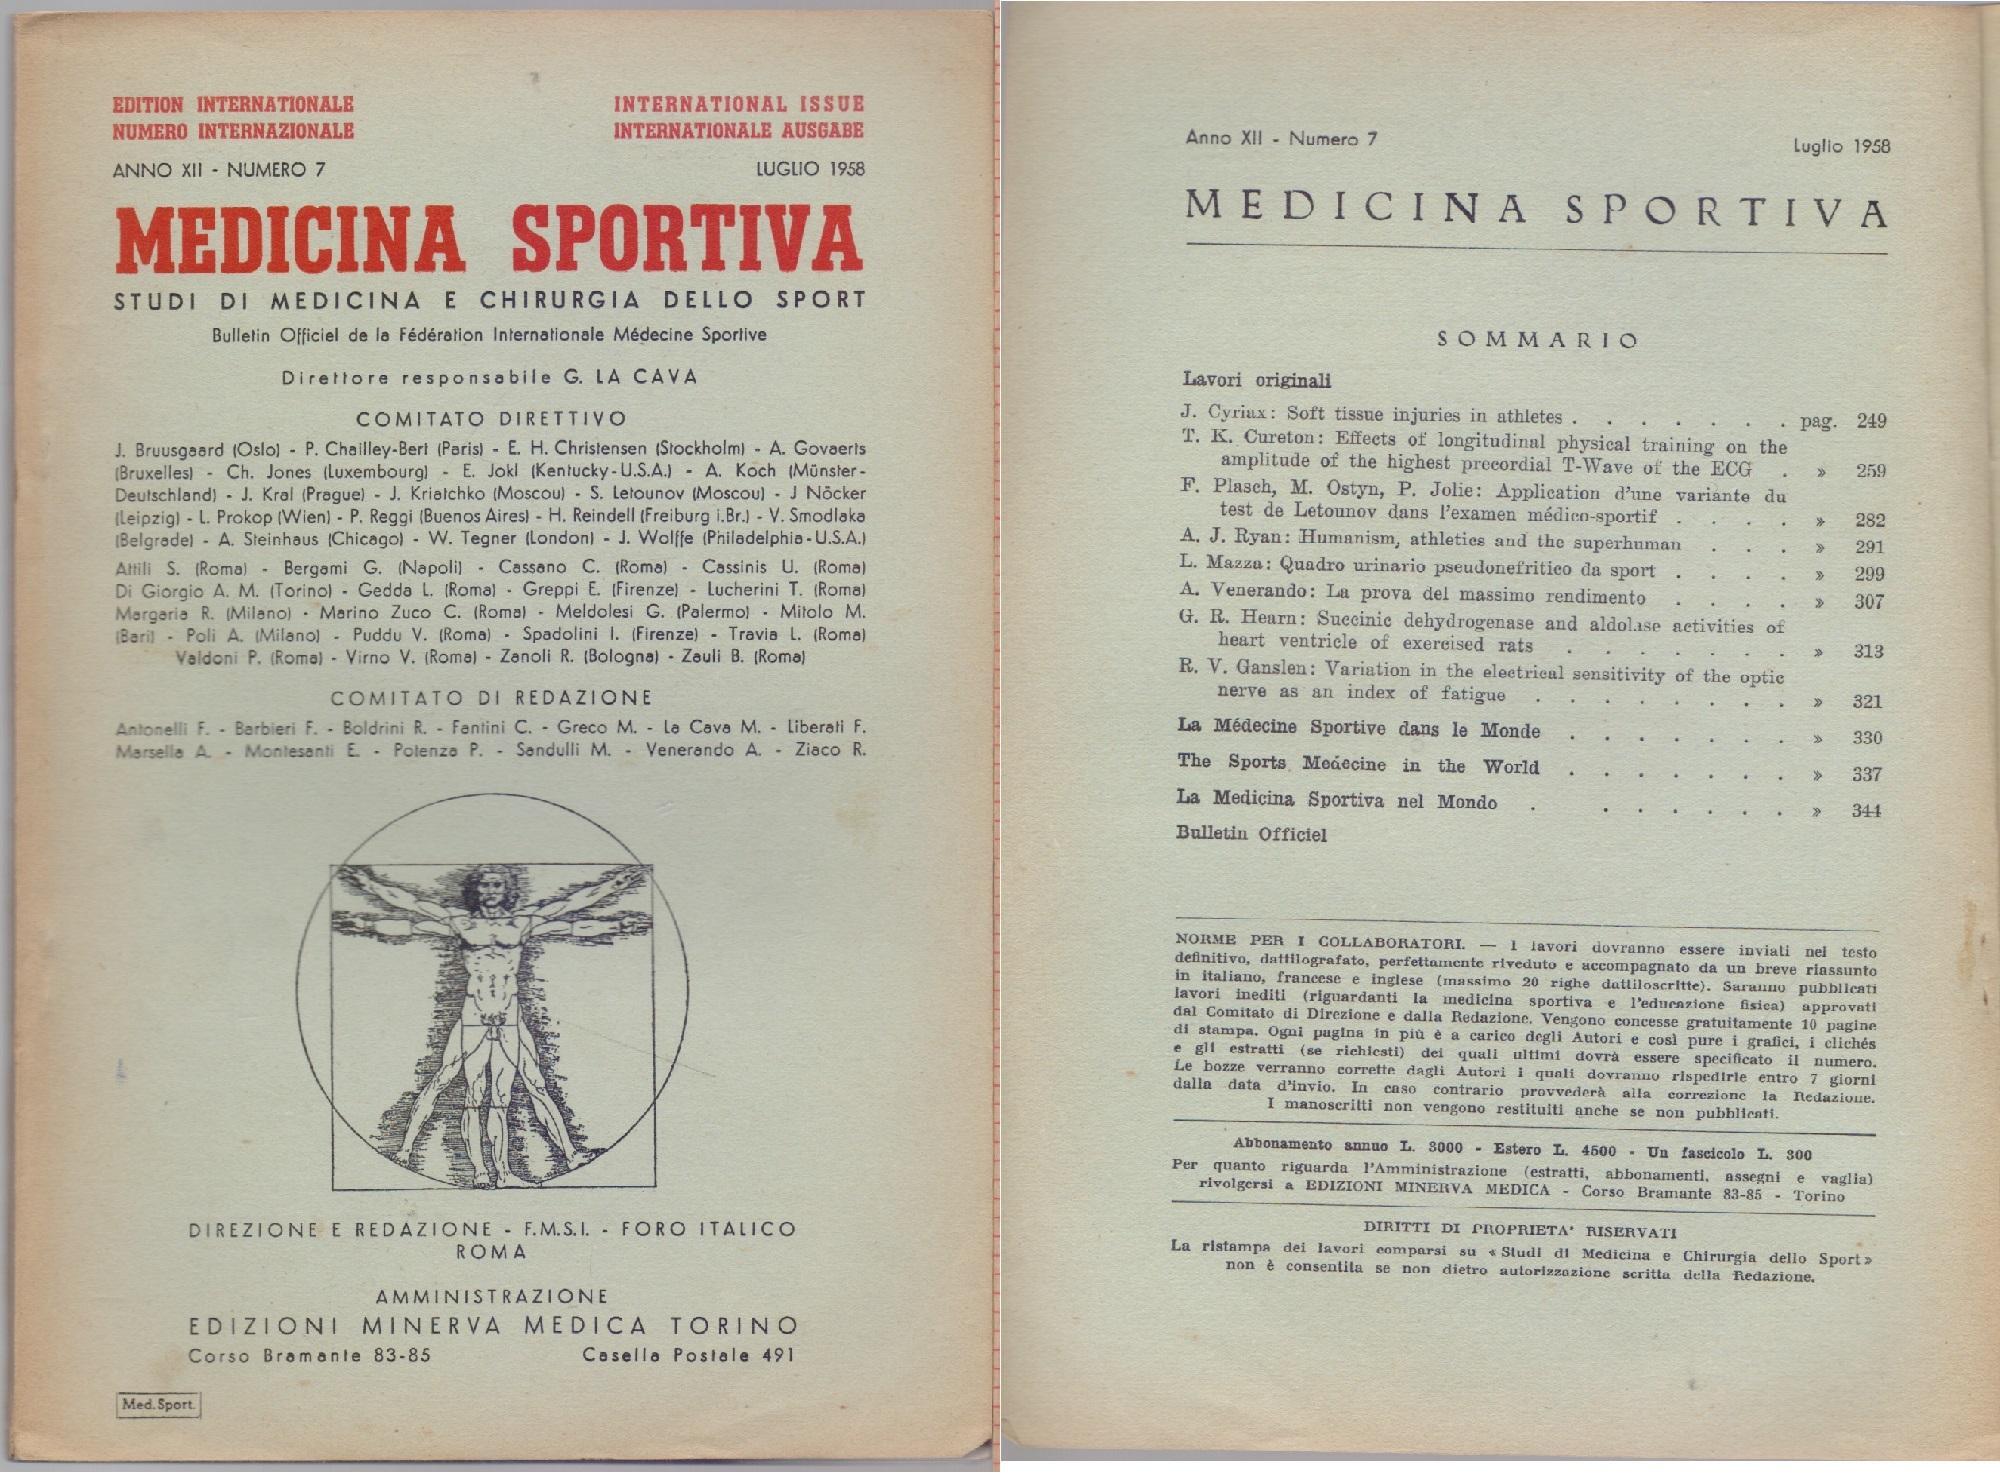 EDITION INTERNATIONALE
NUMERO INTERNAZIONALE
INTERNATIONAL ISSUE
INTERNATIONALE AUSGABE
ANNO XII - NUMERO 7
LUGLIO 1958
MEDICINA SPORTIVA
STUDI DI MEDICINA E CHIRURGIA DELLO SPORT
Bulletin Officiel de la Fédération Internationale Médecine Sportive
Direttore responsabile G. LA CAVA
COMITATO DIRETTIVO
J. Bruusgaard (Oslo) - P. Chailley-Bert (Paris) - E. H. Christensen (Stockholm) - A. Govaerts
(Bruxelles) - Ch. Jones (Luxembourg) - E. Jokl (Kentucky-U.S.A.) - A. Koch (Münster-
Deutschland) - J. Kral (Prague) - J. Kriatchko (Moscou) - S. Letounov (Moscou) - J Nöcker
(Leipzig) - L. Prokop (Wien) - P. Reggi (Buenos Aires) - H. Reindell (Freiburg i.Br.) - V. Smodlaka
(Belgrade) - A. Steinhaus (Chicago) - W. Tegner (London) - J. Wolffe (Philadelphia-U.S.A.)
Attili S. (Roma) - Bergami G. (Napoli) - Cassano C. (Roma) - Cassinis U. (Roma)
Di Giorgio A. M. (Torino) - Gedda L. (Roma) - Greppi E. (Firenze) - Lucherini T. (Roma)
Margaria R. (Milano) - Marino Zuco C. (Roma) - Meldolesi G. (Palermo) - Mitolo M.
(Bari) - Poli A. (Milano) - Puddu V. (Roma) - Spadolini I. (Firenze) - Travia L. (Roma)
Valdoni P. (Roma) - Virno V. (Roma) - Zanoli R. (Bologna) - Zauli B. (Roma)
COMITATO DI REDAZIONE
Antonelli F. - Barbieri F. - Boldrini R. - Fantini C. - Greco M. - La Cava M. - Liberati F.
Marsella A. - Montesanti E. - Potenza P. - Sandulli M. - Venerando A. - Ziaco R.
DIREZIONE E REDAZIONE - F.M.S.I. - FORO ITALICO
ROMA
AMMINISTRAZIONE
EDIZIONI MINERVA MEDICA TORINO
Corso Bramante 83-85
Casella Postale 491
Med. Sport.
Anno XII - Numero 7
Luglio 1958
MEDICINA SPORTIVA
SOMMARIO
Lavori originali
J. Cyriax: Soft tissue injuries in athletes . . . . . . . pag. 249
T. K. Cureton: Effects of longitudinal physical training on the
amplitude of the highest precordial T-Wave of the ECG . » 259
F. Plasch, M. Ostyn, P. Jolie: Application d'une variante du
test de Letounov dans l'examen médico-sportif . . . . » 282
A. J. Ryan: Humanism, athletics and the superhuman . . . » 291
L. Mazza: Quadro urinario pseudonefritico da sport . . . . » 299
A. Venerando: La prova del massimo rendimento . . . . » 307
G. R. Hearn: Succinic dehydrogenase and aldolase activities of
heart ventricle of exercised rats . . . . . . . » 313
R. V. Ganslen: Variation in the electrical sensitivity of the optic
nerve as an index of fatigue . . . . . . . . » 321
La Médecine Sportive dans le Monde . . . . . . . » 330
The Sports Medecine in the World . . . . . . . » 337
La Medicina Sportiva nel Mondo . . . . . . . » 344
Bulletin Officiel
NORME PER I COLLABORATORI. — I lavori dovranno essere inviati nel testo
definitivo, dattilografato, perfettamente riveduto e accompagnato da un breve riassunto
in italiano, francese e inglese (massimo 20 righe dattiloscritte). Saranno pubblicati
lavori inediti (riguardanti la medicina sportiva e l'educazione fisica) approvati
dal Comitato di Direzione e dalla Redazione. Vengono concesse gratuitamente 10 pagine
di stampa. Ogni pagina in più è a carico degli Autori e così pure i grafici, i clichés
e gli estratti (se richiesti) dei quali ultimi dovrà essere specificato il numero.
Le bozze verranno corrette dagli Autori i quali dovranno rispedirle entro 7 giorni
dalla data d'invio. In caso contrario provvederà alla correzione la Redazione.
I manoscritti non vengono restituiti anche se non pubblicati.
Abbonamento annuo L. 3000 - Estero L. 4500 - Un fascicolo L. 300
Per quanto riguarda l'Amministrazione (estratti, abbonamenti, assegni e vaglia)
rivolgersi a EDIZIONI MINERVA MEDICA - Corso Bramante 83-85 - Torino
DIRITTI DI PROPRIETA' RISERVATI
La ristampa dei lavori comparsi su « Studi di Medicina e Chirurgia dello Sport »
non è consentita se non dietro autorizzazione scritta della Redazione.